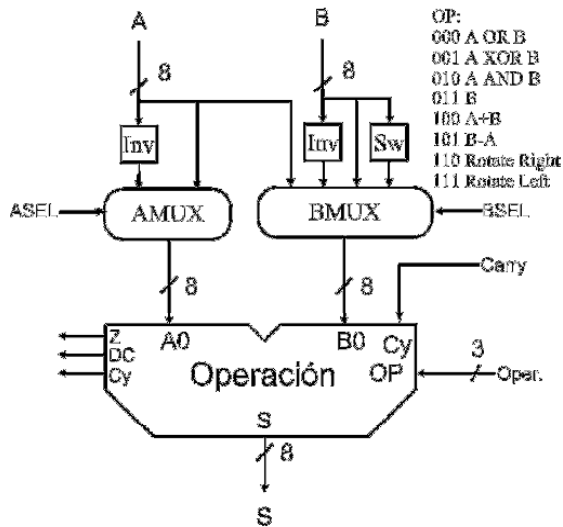 A
B
OP:
000 A OR B
001 A XOR B
010 A AND B
011 B
100 A+B
101 B-A
110 Rotate Right
111 Rotate Left
8
8
Inv
Inv
Sw
ASEL
AMUX
BMUX
BSEL
8
8
Carry
Z
DC
Cy
A0
B0
Cy
OP
Operación
3
Oper.
S
8
S